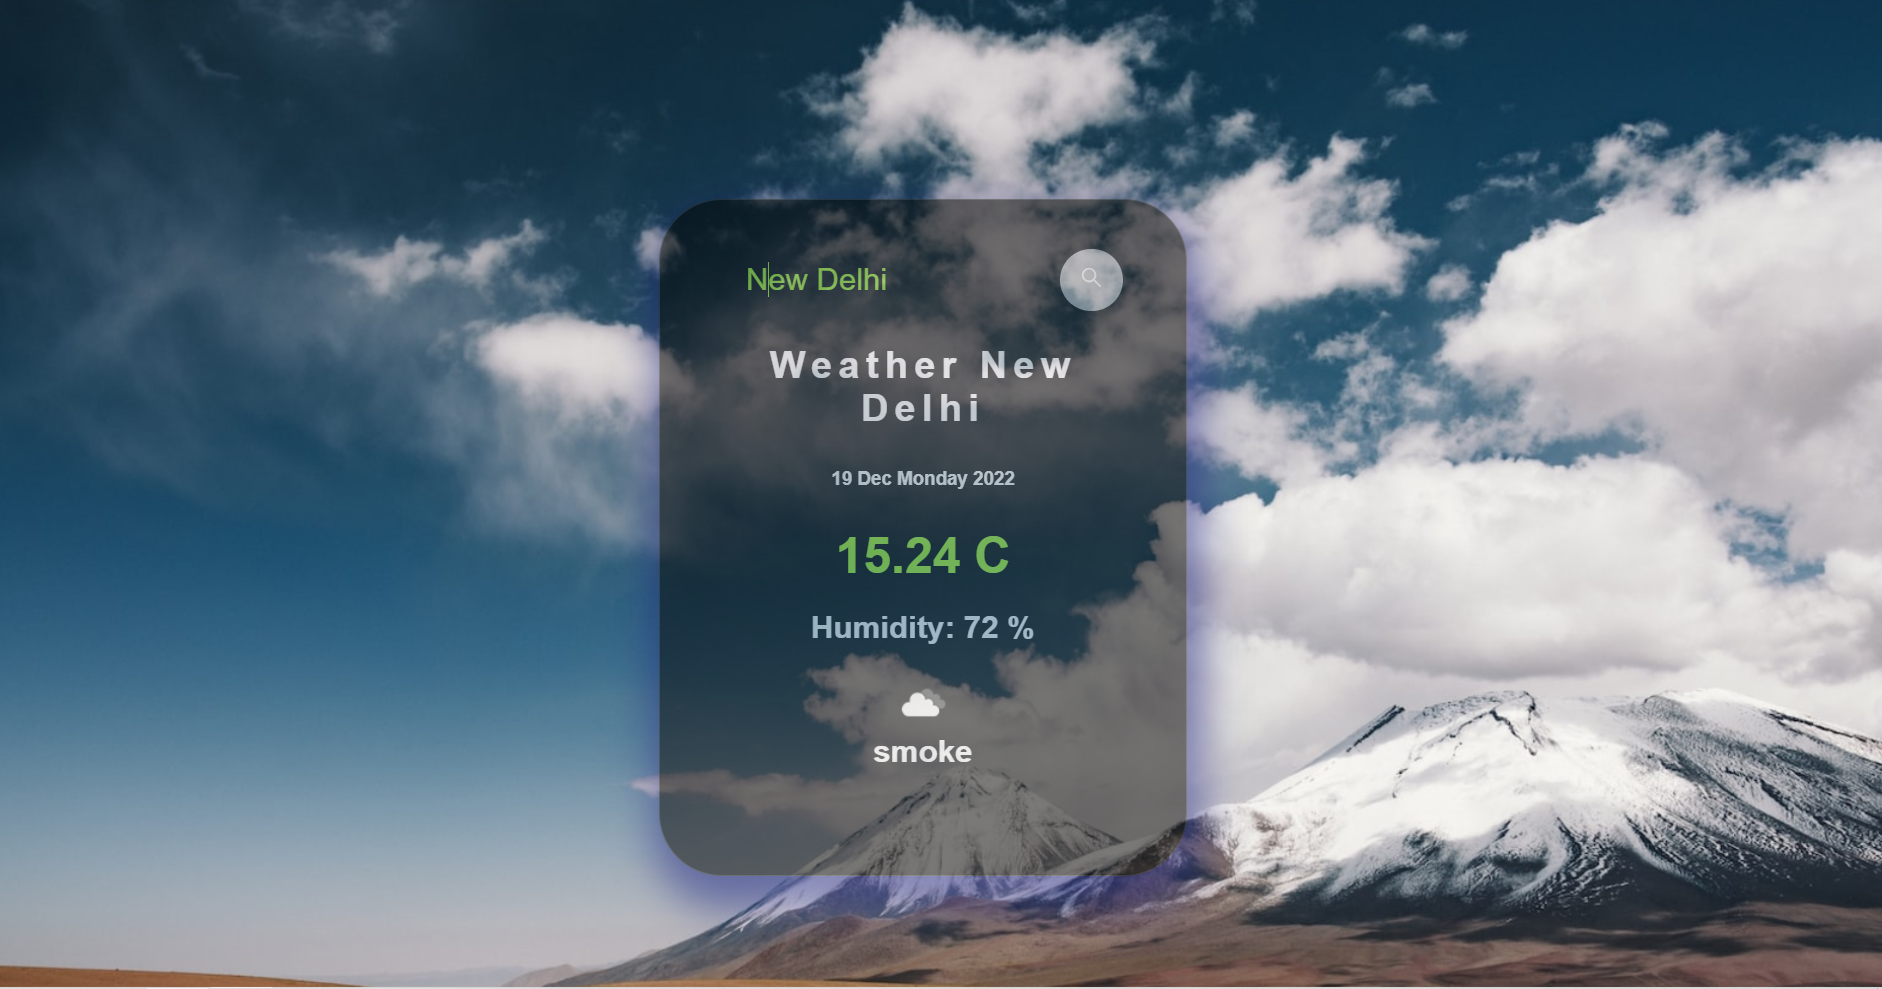 New Delhi
Weather New
Delhi
19 Dec Monday 2022
15.24 C
Humidity: 72 %
smoke